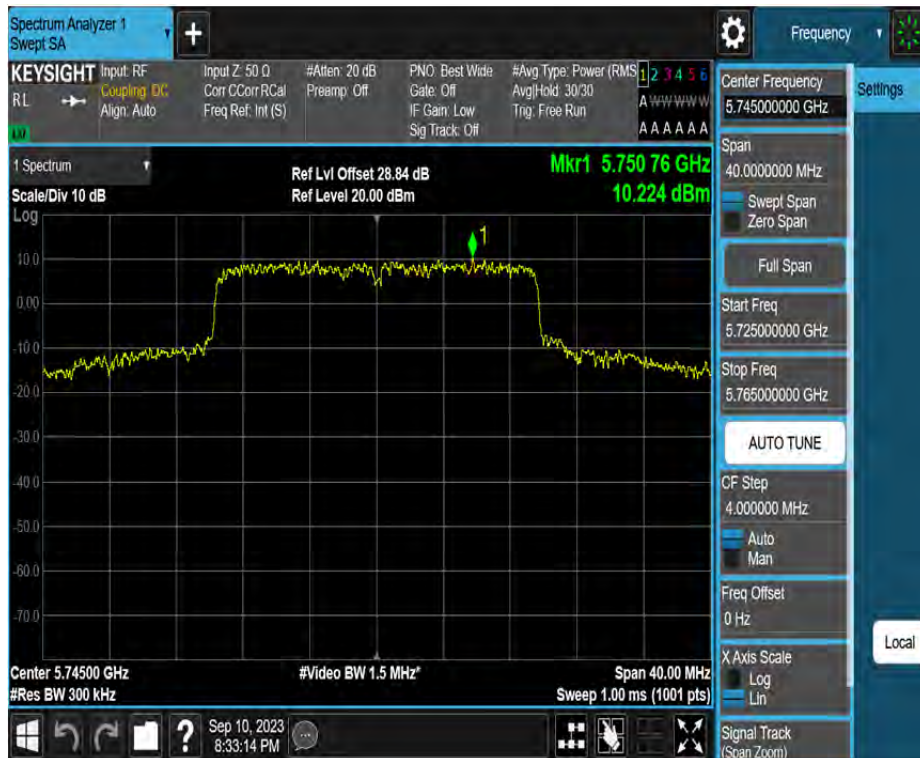 Spectrum Analyzer 1
Swept SA
Frequency
KEYSIGHT
RL
Input: RF
Coupling: DC
Align: Auto
Input Z: 50 Ω
Corr CCorr RCal
Freq Ref: Int (S)
#Atten: 20 dB
Preamp: Off
PNO: Best Wide
Gate: Off
IF Gain: Low
Sig Track: Off
#Avg Type: Power (RMS
Avg|Hold: 30/30
Trig: Free Run
1 2 3 4 5 6
A W W W W W
A A A A A A
1 Spectrum
Scale/Div 10 dB
Log
Ref Lvl Offset 28.84 dB
Ref Level 20.00 dBm
Mkr1 5.750 76 GHz
10.224 dBm
1
10.0
0.00
-10.0
-20.0
-30.0
-40.0
-50.0
-60.0
-70.0
Center 5.74500 GHz
#Res BW 300 kHz
#Video BW 1.5 MHz*
Span 40.00 MHz
Sweep 1.00 ms (1001 pts)
?
Sep 10, 2023
8:33:14 PM
Center Frequency
5.745000000 GHz
Span
40.0000000 MHz
Swept Span
Zero Span
Full Span
Start Freq
5.725000000 GHz
Stop Freq
5.765000000 GHz
AUTO TUNE
CF Step
4.000000 MHz
Auto
Man
Freq Offset
0 Hz
X Axis Scale
Log
Lin
Signal Track
(Span Zoom)
Settings
Local